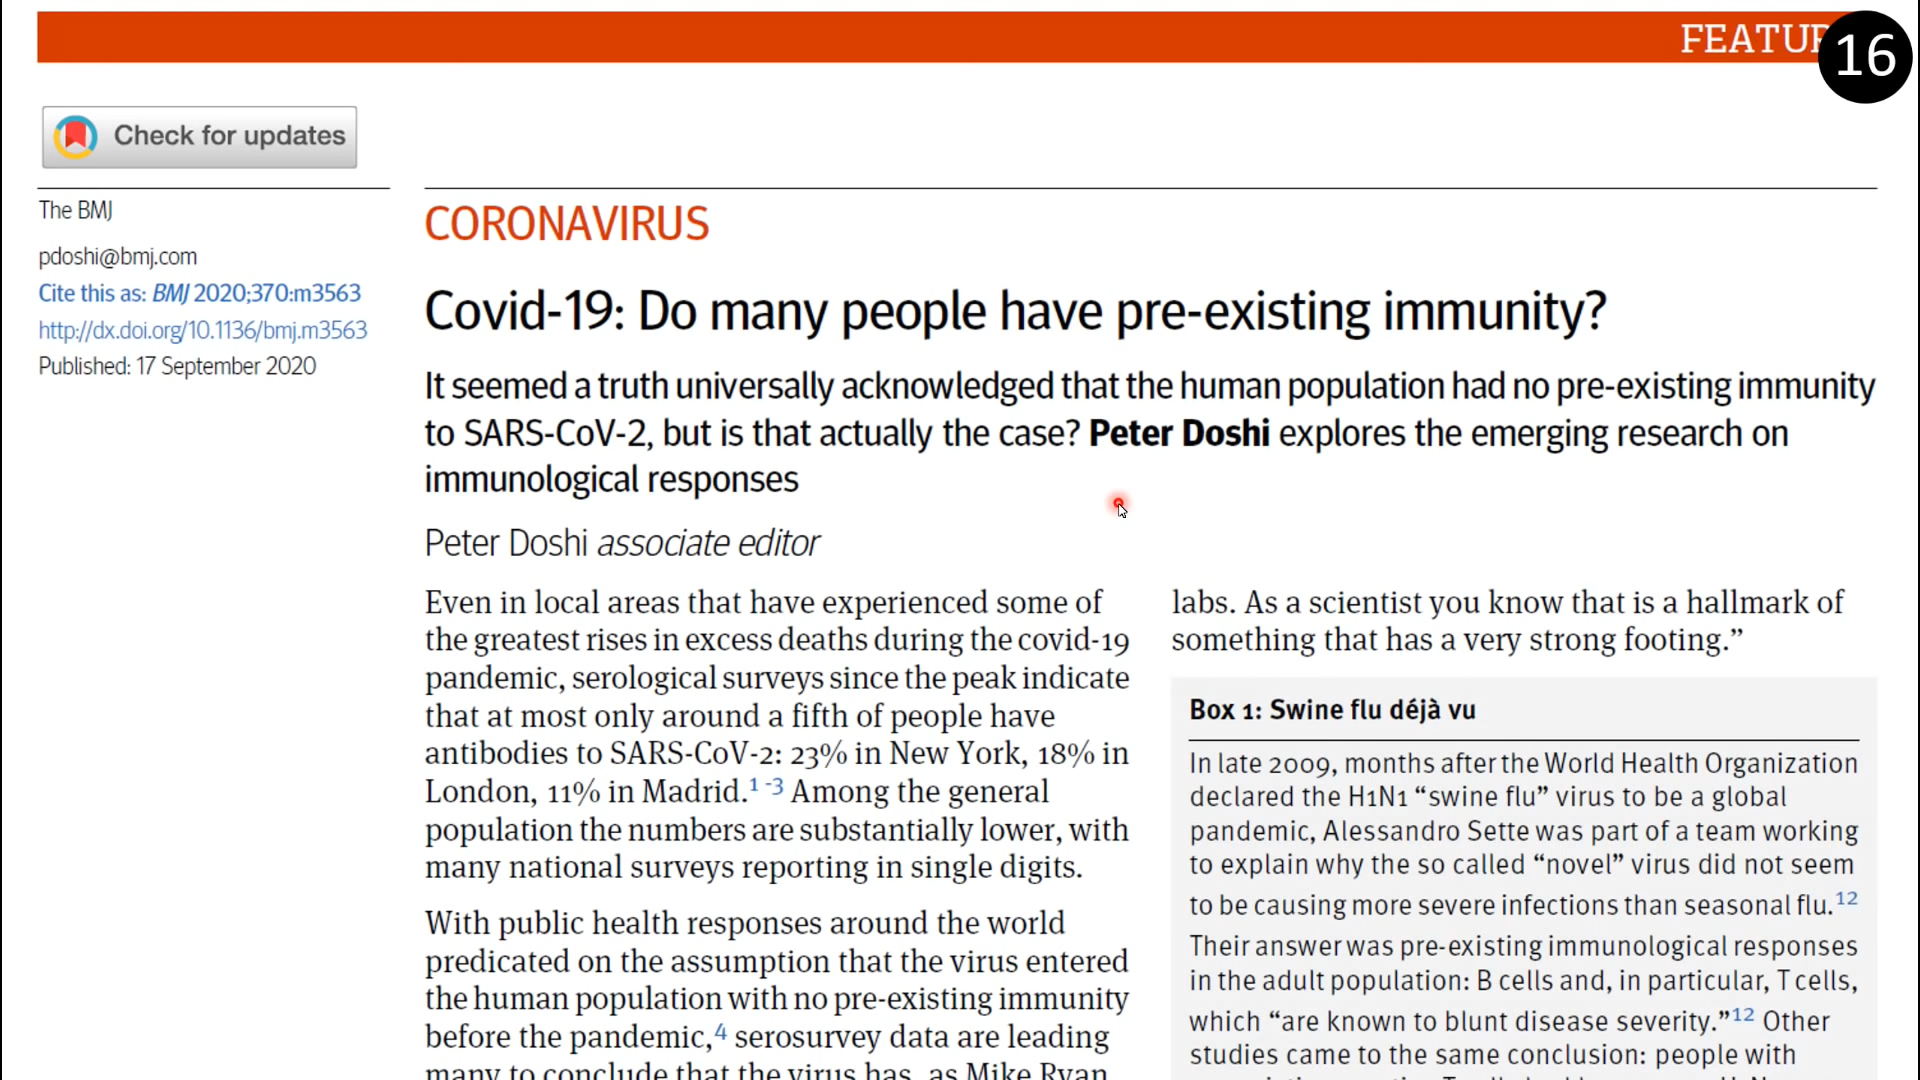 FEATU
16
Check for updates
The BMJ
pdoshi@bmj.com
Cite this as: BMJ 2020;370:m3563
http://dx.doi.org/10.1136/bmj.m3563
Published: 17 September 2020
CORONAVIRUS
Covid-19: Do many people have pre-existing immunity?
It seemed a truth universally acknowledged that the human population had no pre-existing immunity
to SARS-CoV-2, but is that actually the case? Peter Doshi explores the emerging research on
immunological responses
Peter Doshi associate editor
Even in local areas that have experienced some of
the greatest rises in excess deaths during the covid-19
pandemic, serological surveys since the peak indicate
that at most only around a fifth of people have
antibodies to SARS-CoV-2: 23% in New York, 18% in
London, 11% in Madrid.1 -3 Among the general
population the numbers are substantially lower, with
many national surveys reporting in single digits.
With public health responses around the world
predicated on the assumption that the virus entered
the human population with no pre-existing immunity
before the pandemic,4 serosurvey data are leading
many to conclude that the virus has, as Mike Ryan,
labs. As a scientist you know that is a hallmark of
something that has a very strong footing.”
Box 1: Swine flu déjà vu
In late 2009, months after the World Health Organization
declared the H1N1 “swine flu” virus to be a global
pandemic, Alessandro Sette was part of a team working
to explain why the so called “novel” virus did not seem
to be causing more severe infections than seasonal flu.12
Their answer was pre-existing immunological responses
in the adult population: B cells and, in particular, T cells,
which “are known to blunt disease severity.”12 Other
studies came to the same conclusion: people with